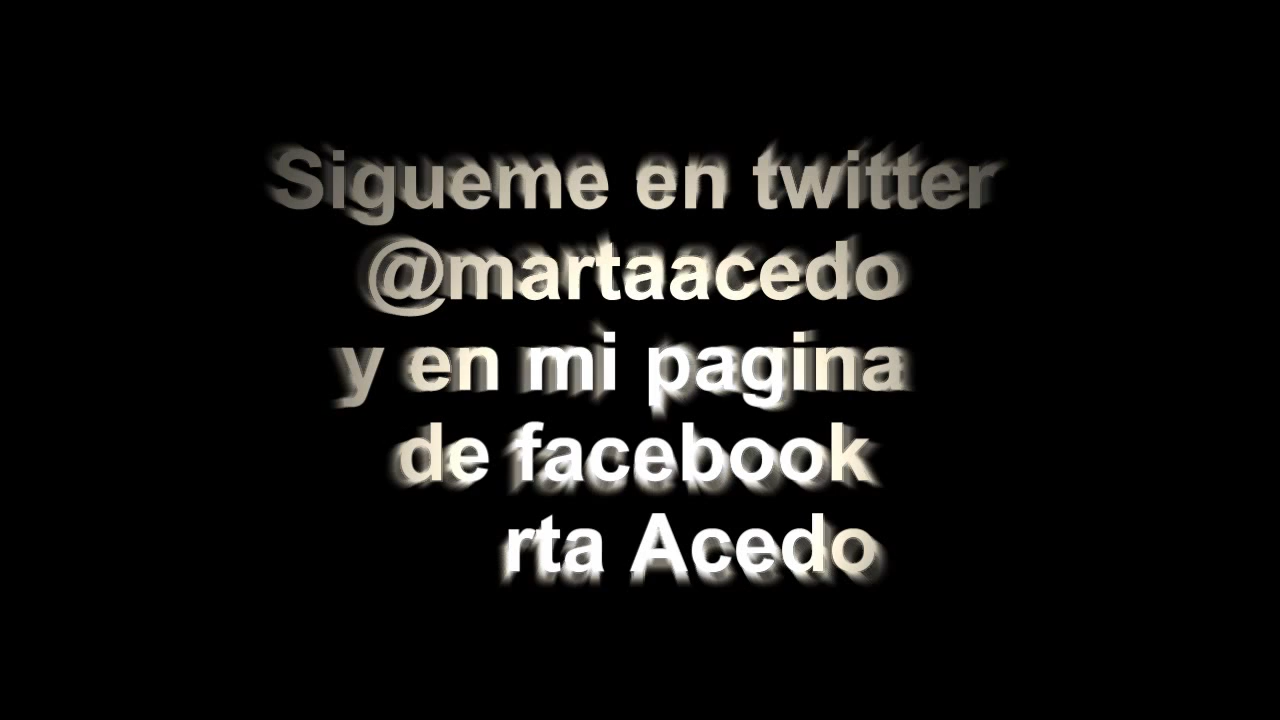 Sigueme en twitter
@martaacedo
y en mi pagina
de facebook
rta Acedo